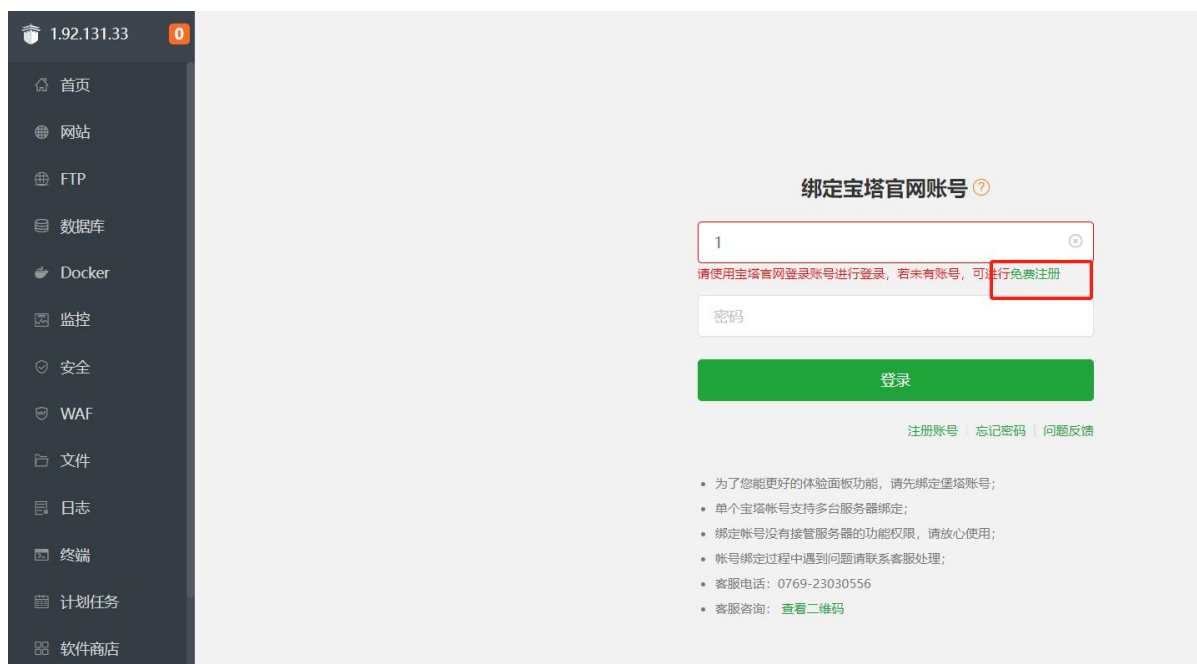 1.92.131.33 0
首页
网站
FTP
数据库
Docker
监控
安全
WAF
文件
日志
终端
计划任务
软件商店
绑定宝塔官网账号 ?
1
请使用宝塔官网登录账号进行登录，若未有账号，可进行免费注册
密码
登录
注册账号 | 忘记密码 | 问题反馈
• 为了您能更好的体验面板功能，请先绑定堡塔账号；
• 单个宝塔帐号支持多台服务器绑定；
• 绑定帐号没有接管服务器的功能权限，请放心使用；
• 帐号绑定过程中遇到问题请联系客服处理；
• 客服电话：0769-23030556
• 客服咨询： 查看二维码